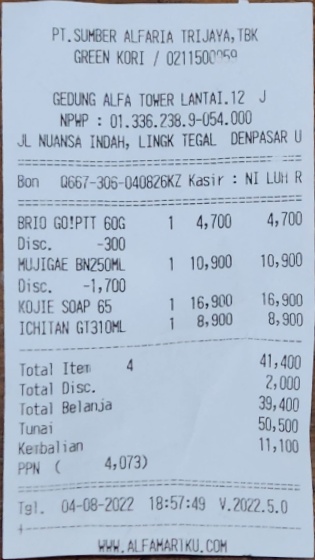 PT.SUMBER ALFARIA TRIJAYA,TBK
GREEN KORI / 0211500959
GEDUNG ALFA TOWER LANTAI.12 J
NPWP : 01.336.238.9-054.000
JL NUANSA INDAH, LINGK TEGAL DENPASAR U
Bon Q667-306-040826KZ Kasir : NI LUH R
BRIO GO!PTT 60G 1 4,700 4,700
Disc. -300
MUJIGAE BN250ML 1 10,900 10,900
Disc. -1,700
KOJIE SOAP 65 1 16,900 16,900
ICHITAN GT310ML 1 8,900 8,900
Total Item 4 41,400
Total Disc. 2,000
Total Belanja 39,400
Tunai 50,500
Kembalian 11,100
PPN ( 4,073)
Tgl. 04-08-2022 18:57:49 V.2022.5.0
WWW.ALFAMARTKU.COM